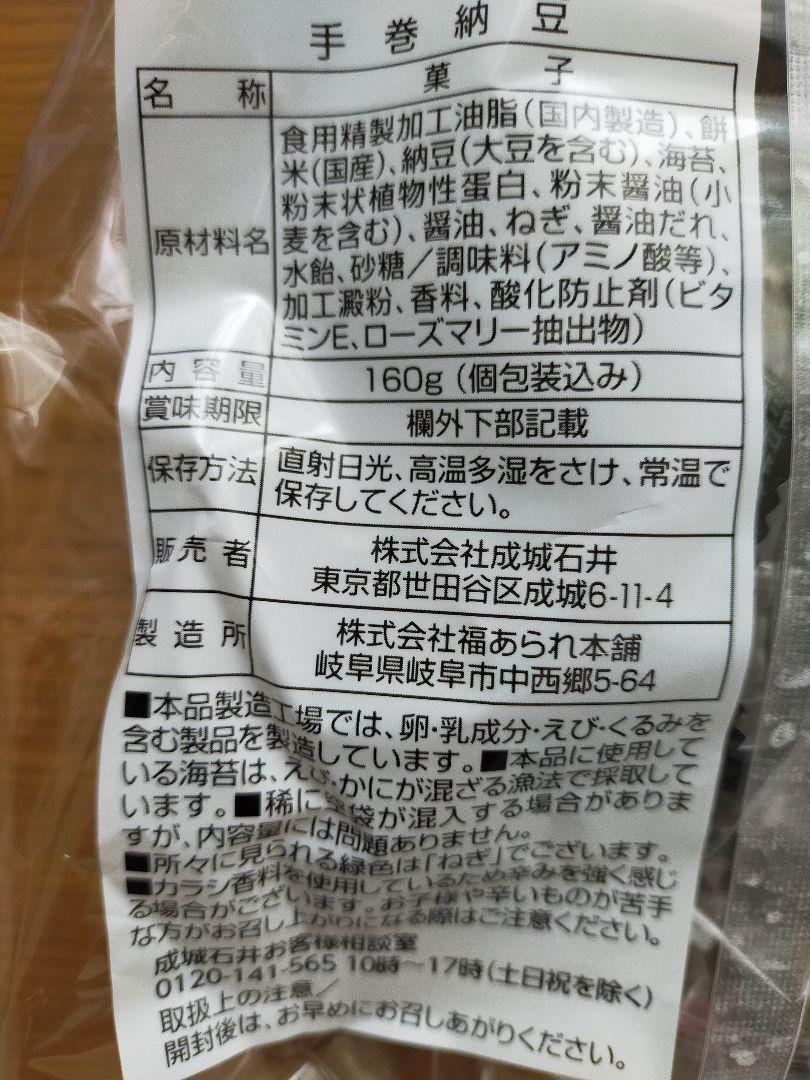 手巻納豆
名称 菓子
原材料名 食用精製加工油脂(国内製造)、餅
米(国産)、納豆(大豆を含む)、海苔、
粉末状植物性蛋白、粉末醤油(小
麦を含む)、醤油、ねぎ、醤油だれ、
水飴、砂糖/調味料(アミノ酸等)、
加工澱粉、香料、酸化防止剤(ビタ
ミンE、ローズマリー抽出物)
内容量 160g(個包装込み)
賞味期限 欄外下部記載
保存方法 直射日光、高温多湿をさけ、常温で
保存してください。
販売者 株式会社成城石井
東京都世田谷区成城6-11-4
製造所 株式会社福あられ本舗
岐阜県岐阜市中西郷5-64
■本品製造工場では、卵・乳成分・えび・くるみを
含む製品を製造しています。■本品に使用して
いる海苔は、えび・かにが混ざる漁法で採取して
います。■稀に空袋が混入する場合がありま
すが、内容量には問題ありません。
■所々に見られる緑色は「ねぎ」でございます。
■カラシ香料を使用しているため辛みを強く感じ
る場合がございます。お子様や辛いものが苦手
な方がお召し上がりになる際はご注意ください。
成城石井お客様相談室
0120-141-565 10時～17時(土日祝を除く)
取扱上の注意/
開封後は、お早めにお召しあがりください。